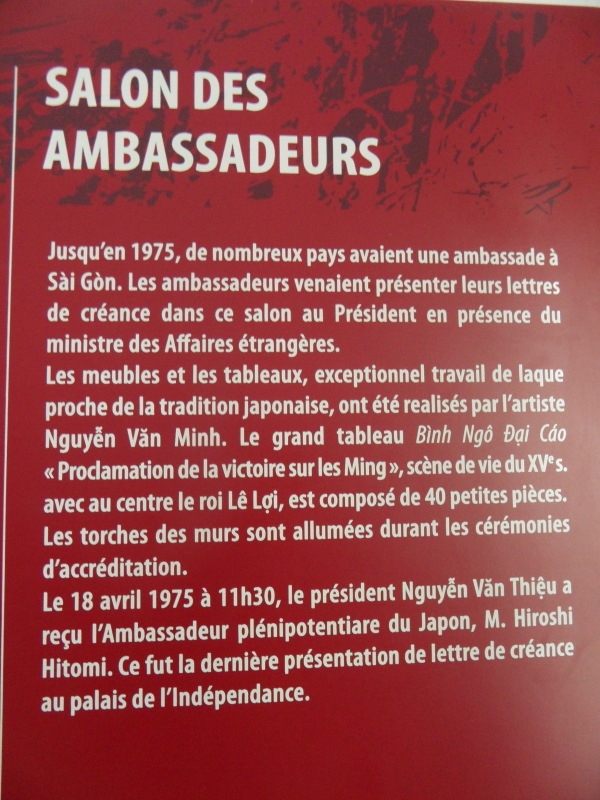 SALON DES
AMBASSADEURS
Jusqu'en 1975, de nombreux pays avaient une ambassade à
Sài Gòn. Les ambassadeurs venaient présenter leurs lettres
de créance dans ce salon au Président en présence du
ministre des Affaires étrangères.
Les meubles et les tableaux, exceptionnel travail de laque
proche de la tradition japonaise, ont été realisés par l'artiste
Nguyễn Văn Minh. Le grand tableau Bình Ngô Đại Cáo
« Proclamation de la victoire sur les Ming », scène de vie du XVe s.
avec au centre le roi Lê Lợi, est composé de 40 petites pièces.
Les torches des murs sont allumées durant les cérémonies
d'accréditation.
Le 18 avril 1975 à 11h30, le président Nguyễn Văn Thiệu a
reçu l'Ambassadeur plénipotentiare du Japon, M. Hiroshi
Hitomi. Ce fut la dernière présentation de lettre de créance
au palais de l'Indépendance.